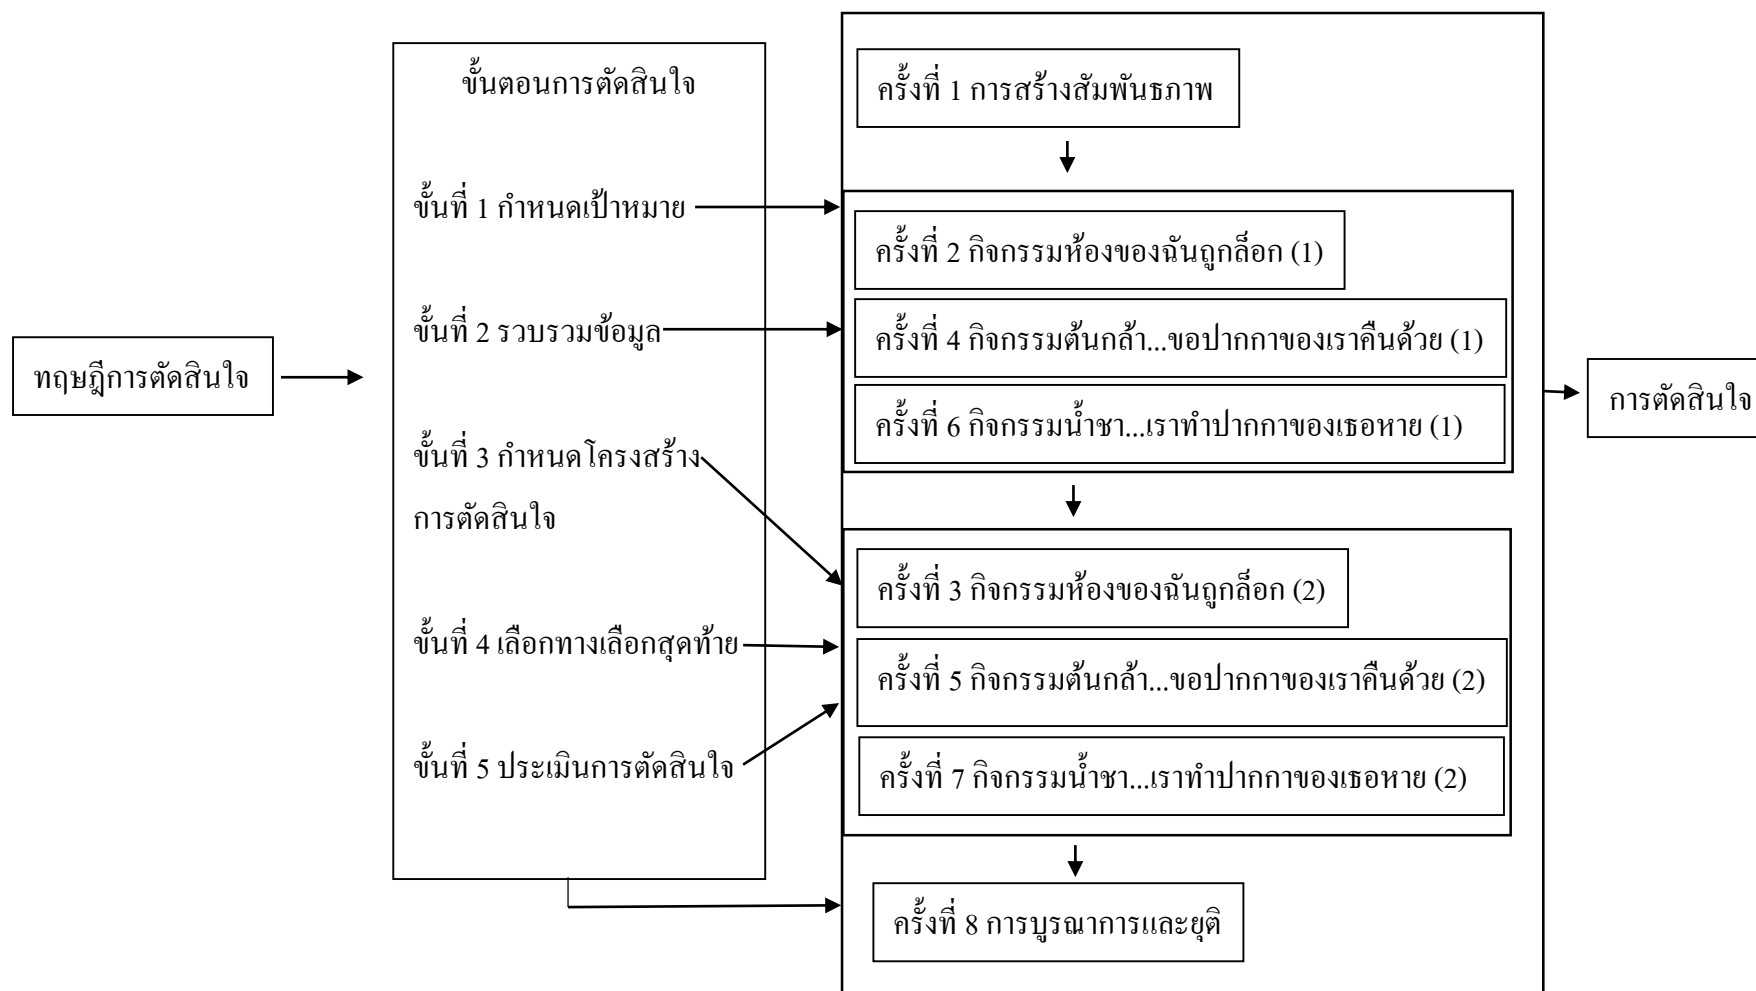 ทฤษฎีการตัดสินใจ
ขั้นตอนการตัดสินใจ
ขั้นที่ 1 กำหนดเป้าหมาย
ขั้นที่ 2 รวบรวมข้อมูล
ขั้นที่ 3 กำหนดโครงสร้าง
การตัดสินใจ
ขั้นที่ 4 เลือกทางเลือกสุดท้าย
ขั้นที่ 5 ประเมินการตัดสินใจ
ครั้งที่ 1 การสร้างสัมพันธภาพ
ครั้งที่ 2 กิจกรรมห้องของฉันถูกล็อก (1)
ครั้งที่ 4 กิจกรรมต้นกล้า...ขอปากกาของเราคืนด้วย (1)
ครั้งที่ 6 กิจกรรมน้ำชา...เราทำปากกาของเธอหาย (1)
ครั้งที่ 3 กิจกรรมห้องของฉันถูกล็อก (2)
ครั้งที่ 5 กิจกรรมต้นกล้า...ขอปากกาของเราคืนด้วย (2)
ครั้งที่ 7 กิจกรรมน้ำชา...เราทำปากกาของเธอหาย (2)
ครั้งที่ 8 การบูรณาการและยุติ
การตัดสินใจ